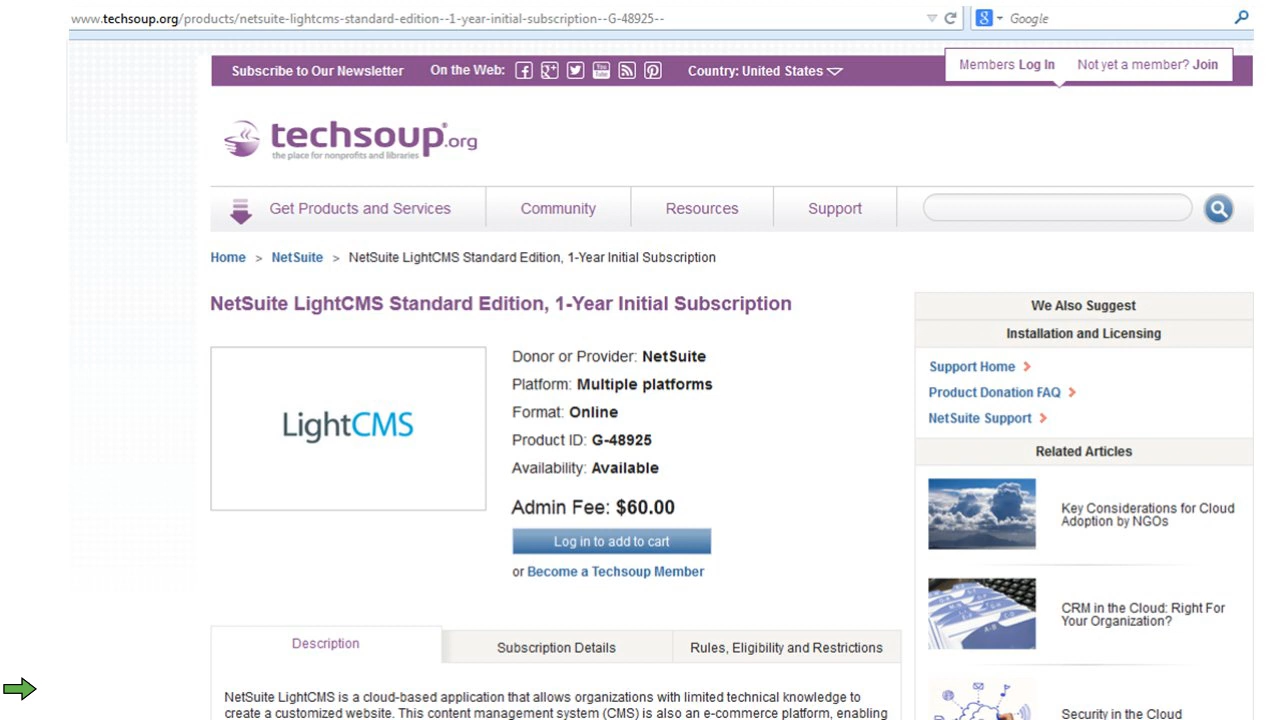 www.techsoup.org/products/netsuite-lightcms-standard-edition--1-year-initial-subscription--G-48925--
Google
Subscribe to Our Newsletter On the Web: Country: United States
Members Log In Not yet a member? Join
techsoup.org
the place for nonprofits and libraries
Get Products and Services Community Resources Support
Home > NetSuite > NetSuite LightCMS Standard Edition, 1-Year Initial Subscription
NetSuite LightCMS Standard Edition, 1-Year Initial Subscription
LightCMS
Donor or Provider: NetSuite
Platform: Multiple platforms
Format: Online
Product ID: G-48925
Availability: Available
Admin Fee: $60.00
Log in to add to cart
or Become a Techsoup Member
Description Subscription Details Rules, Eligibility and Restrictions
NetSuite LightCMS is a cloud-based application that allows organizations with limited technical knowledge to
create a customized website. This content management system (CMS) is also an e-commerce platform, enabling
We Also Suggest
Installation and Licensing
Support Home
Product Donation FAQ
NetSuite Support
Related Articles
Key Considerations for Cloud
Adoption by NGOs
CRM in the Cloud: Right For
Your Organization?
Security in the Cloud